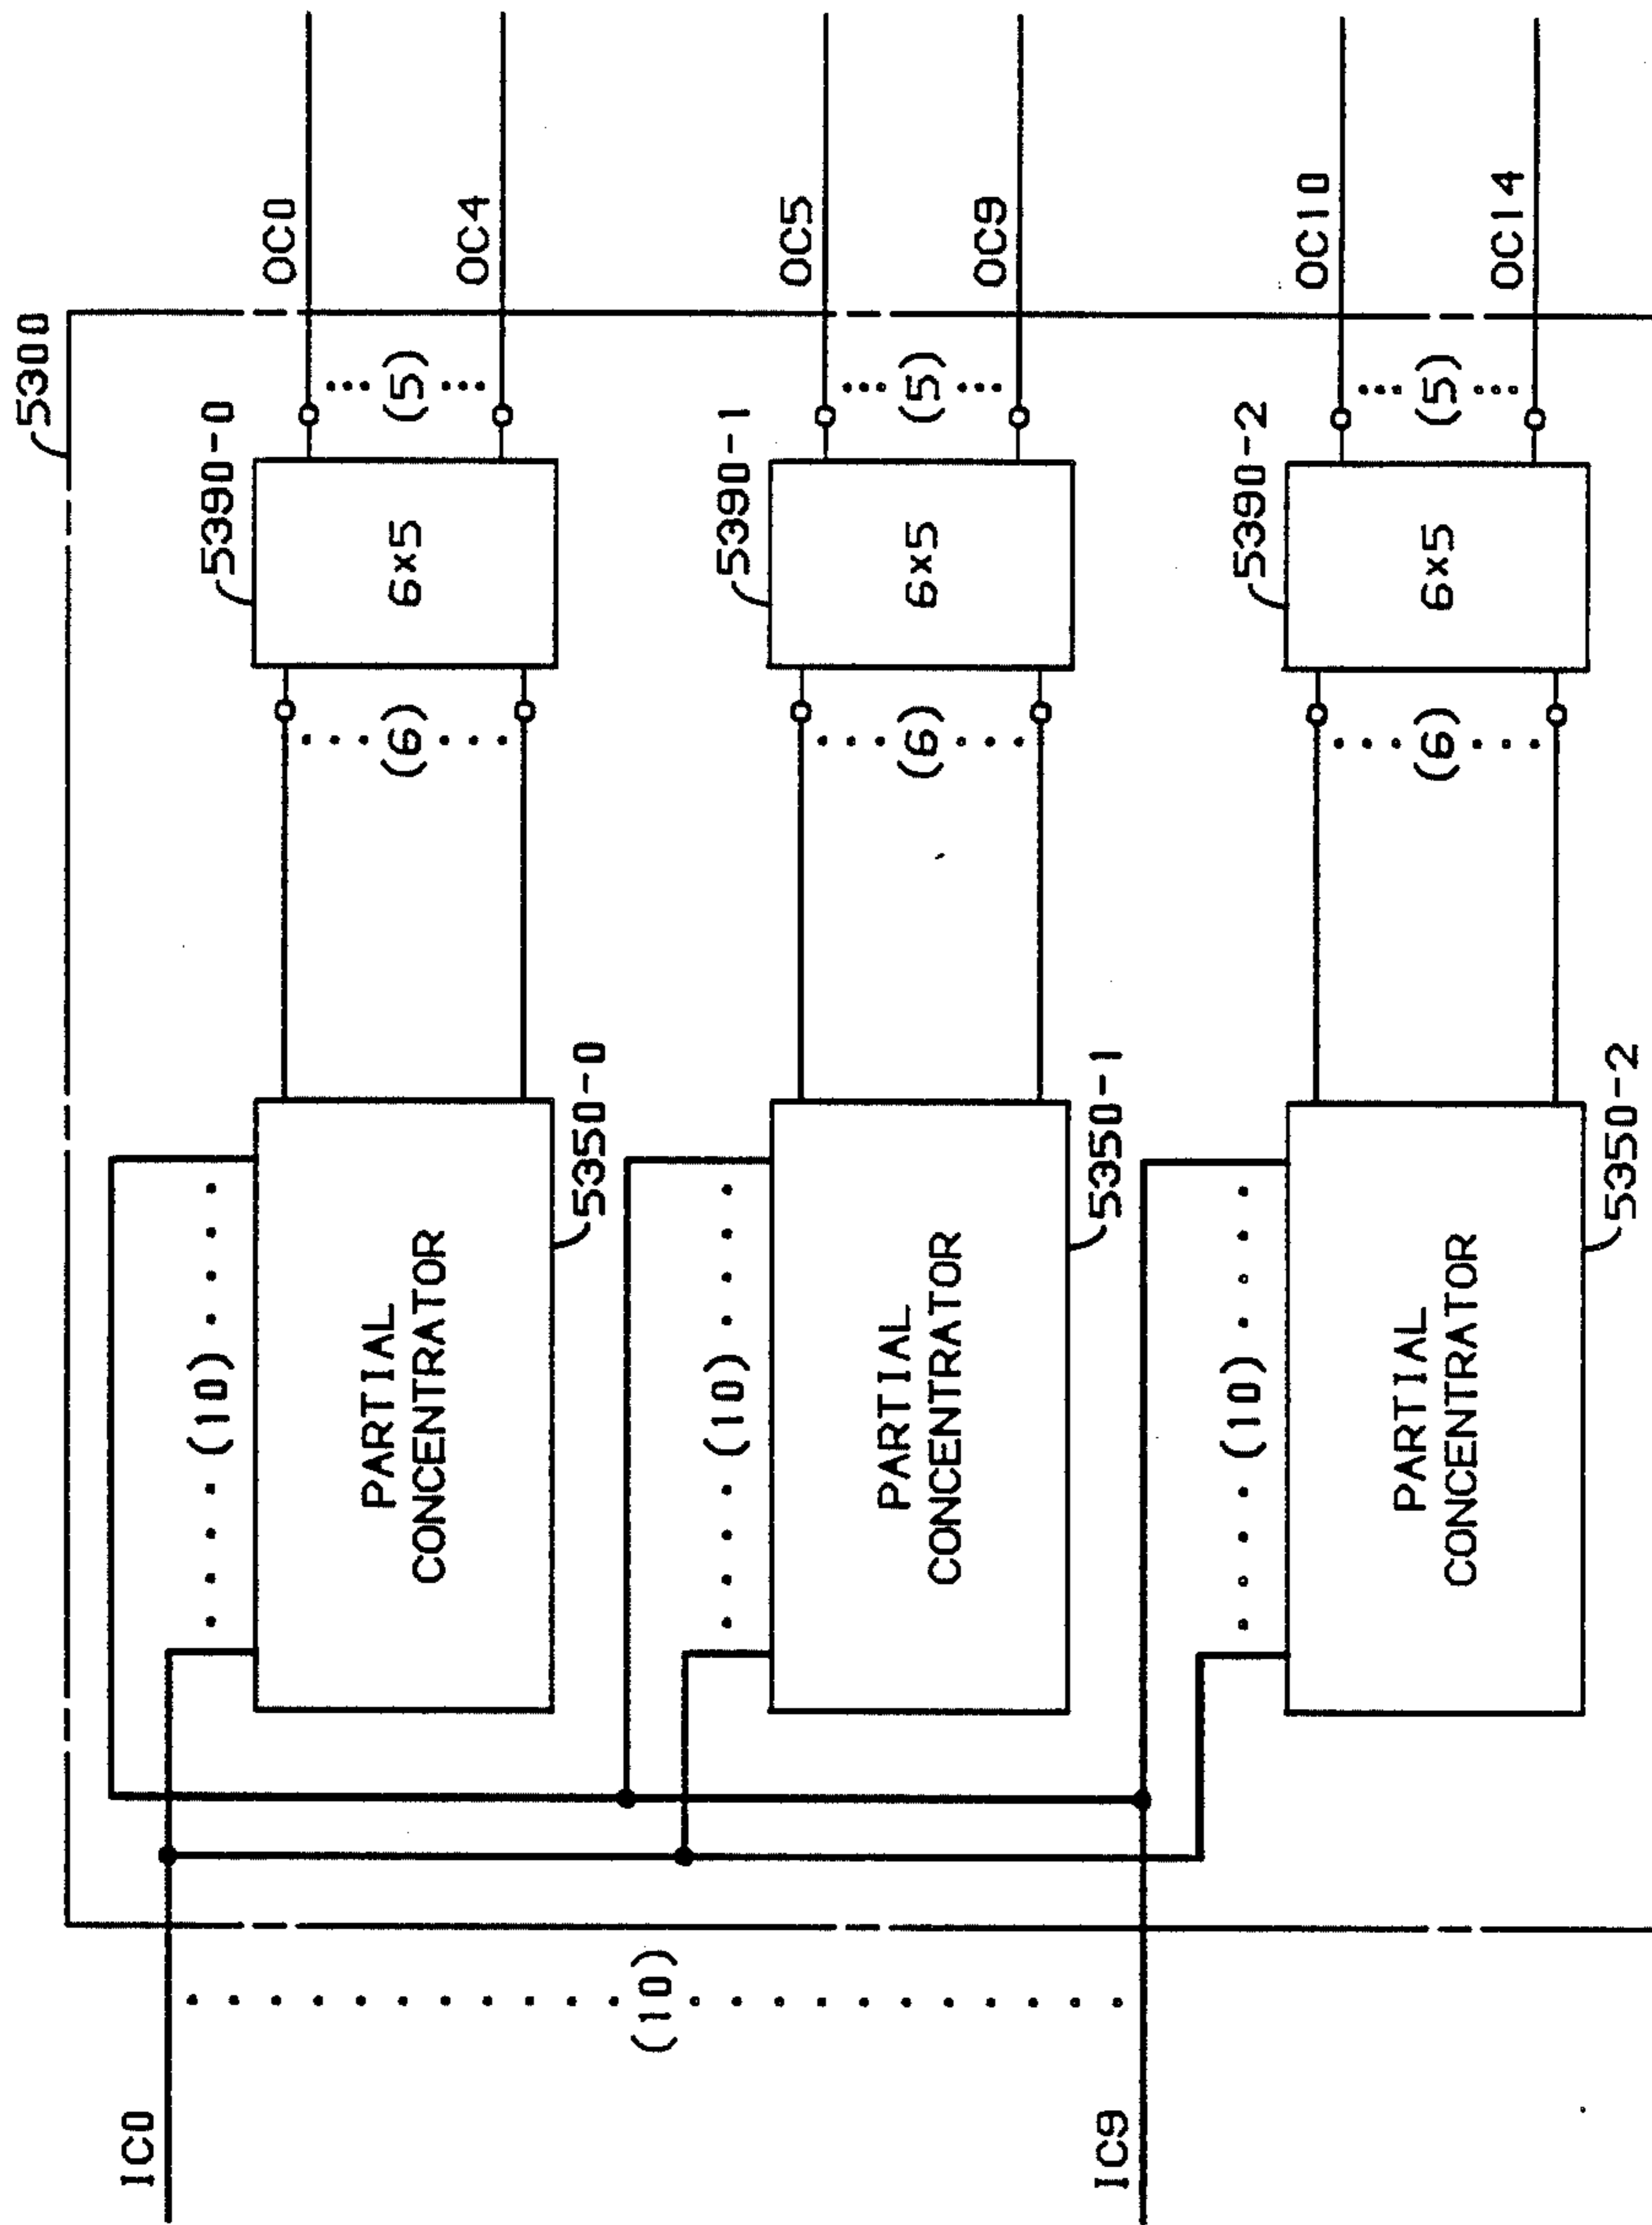 5300
IC0
(10)
IC9
(10)
PARTIAL
CONCENTRATOR
5350-0
(6)
5390-0
6x5
(5)
OC0
OC4
(10)
PARTIAL
CONCENTRATOR
5350-1
(6)
5390-1
6x5
(5)
OC5
OC9
(10)
PARTIAL
CONCENTRATOR
5350-2
(6)
5390-2
6x5
(5)
OC10
OC14